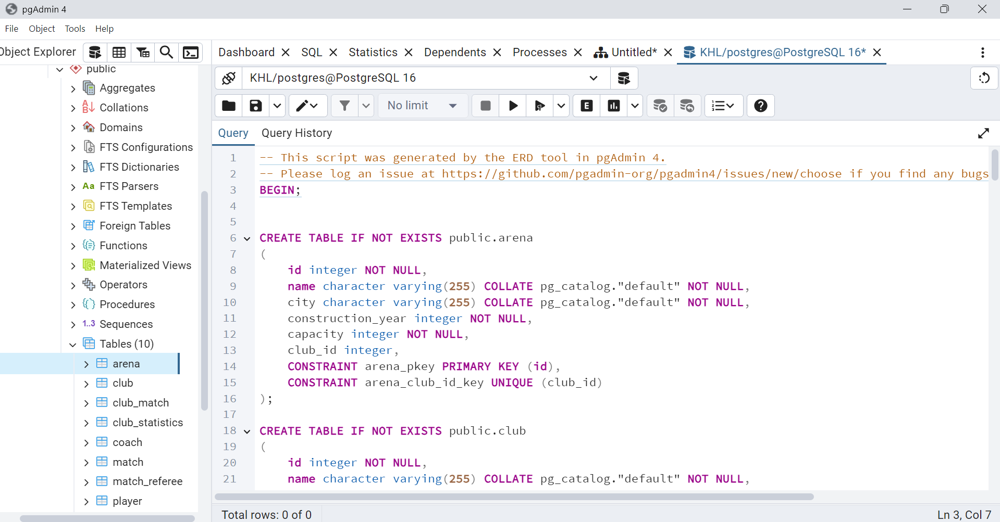 pgAdmin 4
File Object Tools Help
Object Explorer
Dashboard SQL Statistics Dependents Processes Untitled* KHL/postgres@PostgreSQL 16*
public
Aggregates
Collations
Domains
FTS Configurations
FTS Dictionaries
Aa FTS Parsers
FTS Templates
Foreign Tables
Functions
Materialized Views
Operators
Procedures
1..3 Sequences
Tables (10)
arena
club
club_match
club_statistics
coach
match
match_referee
player
KHL/postgres@PostgreSQL 16
No limit
E
Query Query History
1 -- This script was generated by the ERD tool in pgAdmin 4.
2 -- Please log an issue at https://github.com/pgadmin-org/pgadmin4/issues/new/choose if you find any bugs
3 BEGIN;
4
5
6 CREATE TABLE IF NOT EXISTS public.arena
7 (
8 id integer NOT NULL,
9 name character varying(255) COLLATE pg_catalog."default" NOT NULL,
10 city character varying(255) COLLATE pg_catalog."default" NOT NULL,
11 construction_year integer NOT NULL,
12 capacity integer NOT NULL,
13 club_id integer,
14 CONSTRAINT arena_pkey PRIMARY KEY (id),
15 CONSTRAINT arena_club_id_key UNIQUE (club_id)
16 );
17
18 CREATE TABLE IF NOT EXISTS public.club
19 (
20 id integer NOT NULL,
21 name character varying(255) COLLATE pg_catalog."default" NOT NULL,
Total rows: 0 of 0
Ln 3, Col 7